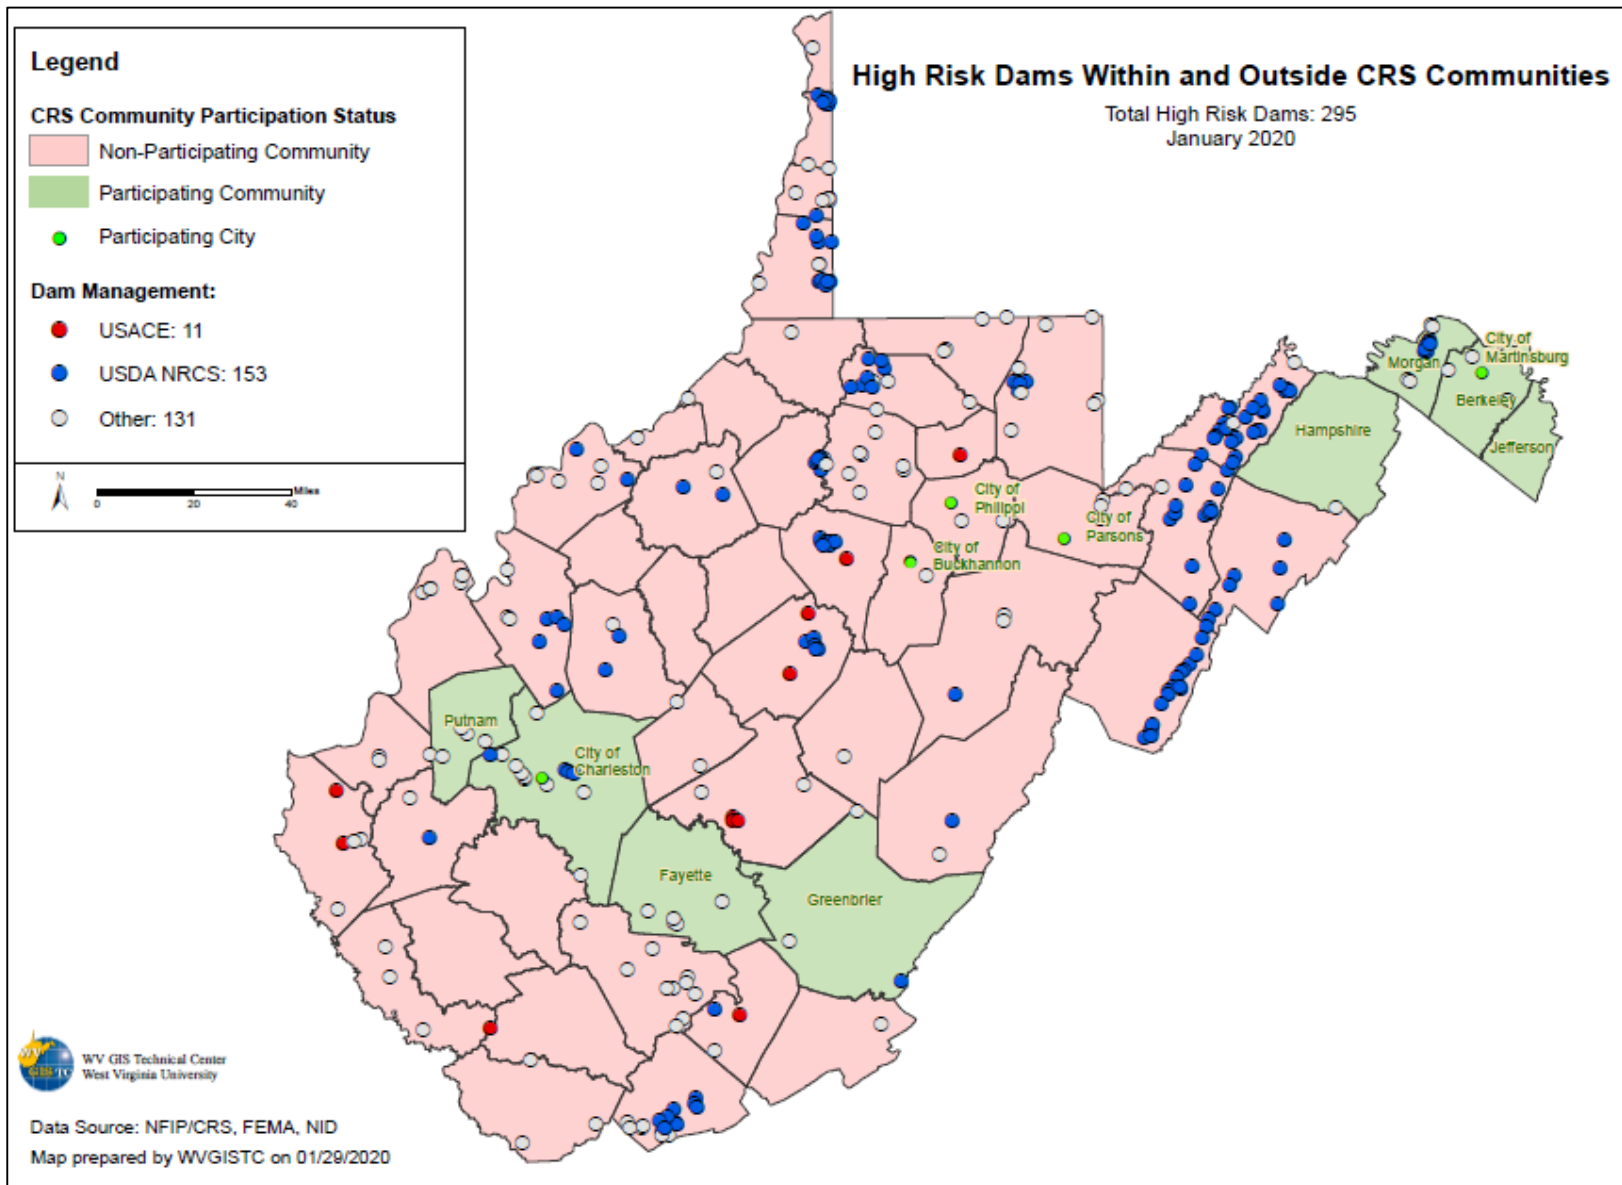 Legend
CRS Community Participation Status
Non-Participating Community
Participating Community
Participating City
Dam Management:
USACE: 11
USDA NRCS: 153
Other: 131
N
Miles
0 20 40
High Risk Dams Within and Outside CRS Communities
Total High Risk Dams: 295
January 2020
City of
Martinsburg
Morgan
Berkeley
Jefferson
Hampshire
City of
Philippi
City of
Parsons
City of
Buckhannon
Putnam
City of
Charleston
Fayette
Greenbrier
WV
GIS TC
WV GIS Technical Center
West Virginia University
Data Source: NFIP/CRS, FEMA, NID
Map prepared by WVGISTC on 01/29/2020